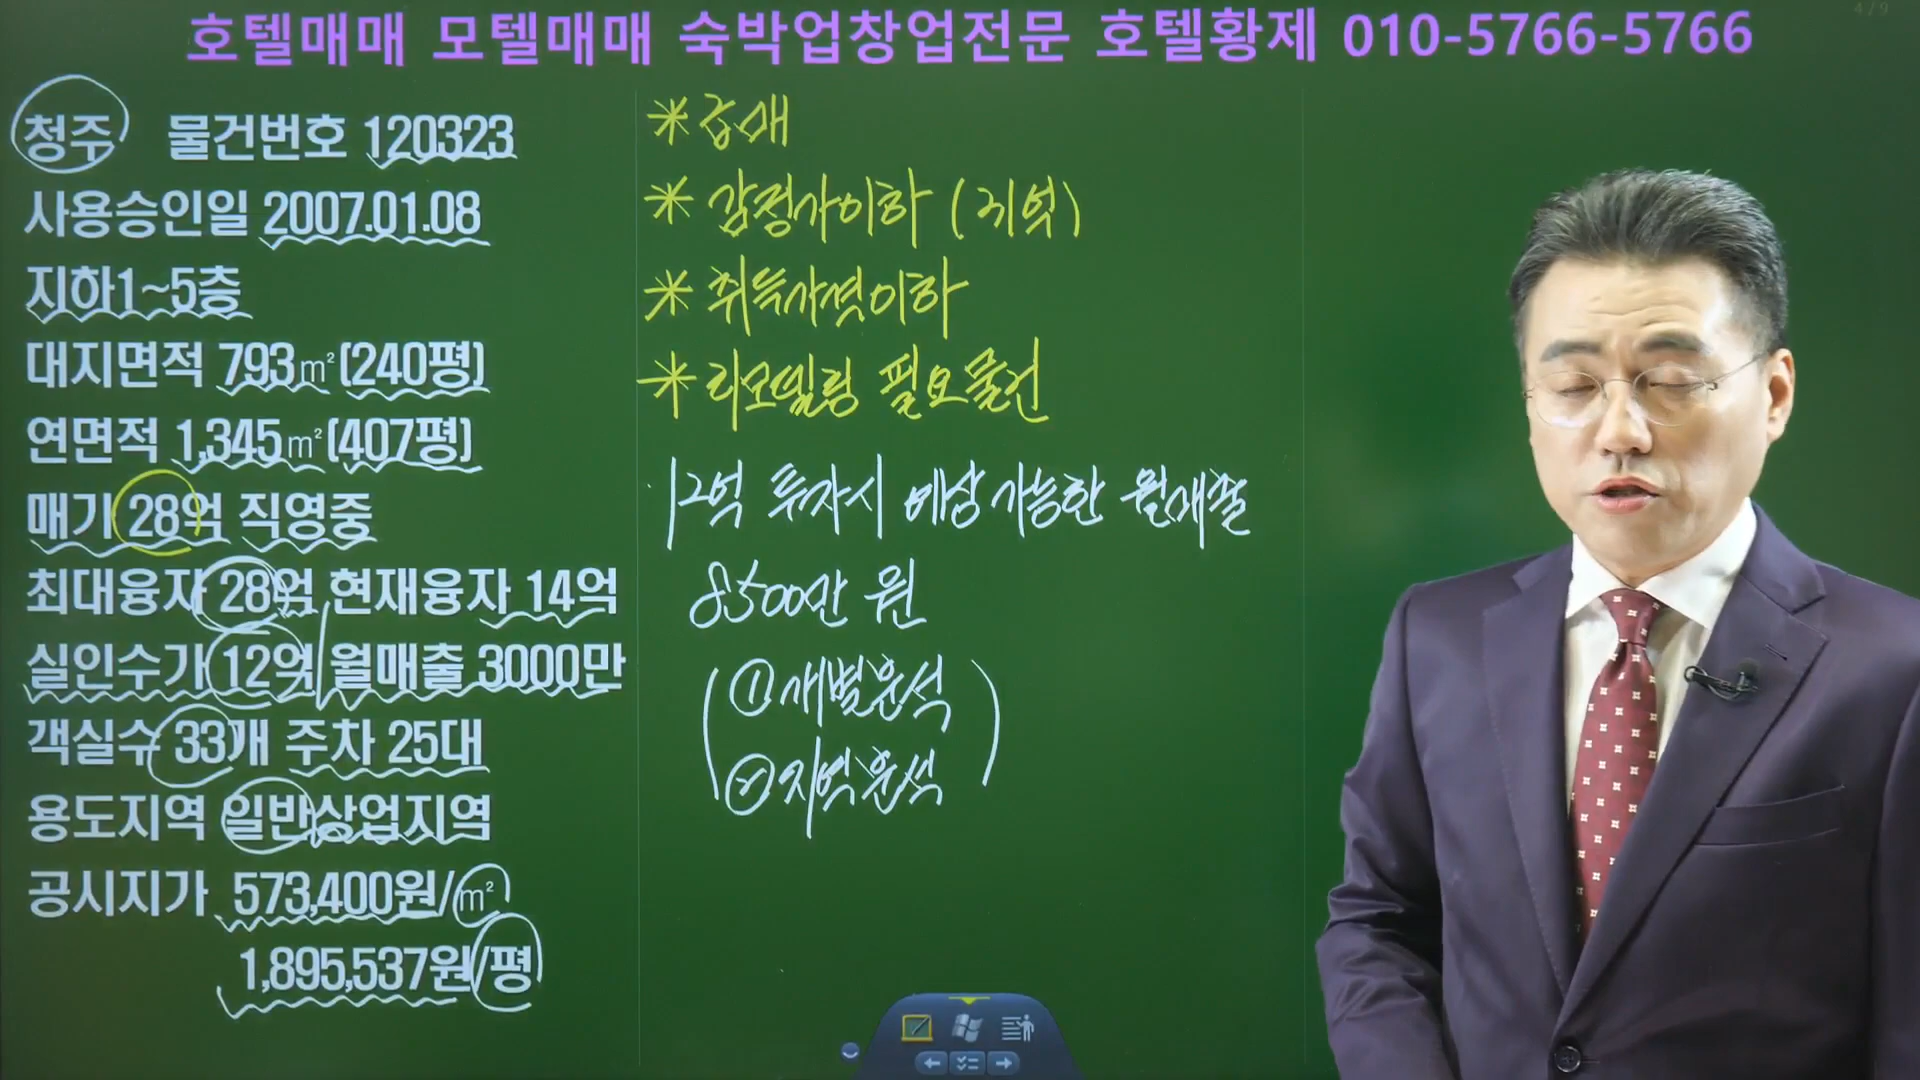 호텔매매 모텔매매 숙박업창업전문 호텔황제 010-5766-5766
4/9
청주 물건번호 120323
사용승인일 2007.01.08
지하1~5층
대지면적 793㎡(240평)
연면적 1,345㎡(407평)
매기 28억 직영중
최대융자 28억 현재융자 14억
실인수가 12억 월매출 3000만
객실수 33개 주차 25대
용도지역 일반상업지역
공시지가 573,400원/㎡
1,895,537원/평
* 급매
* 감정가이하 (귀억)
* 취득가격이하
* 리모델링 필요물건
12억 투자시 예상 가능한 월매출
8500만 원
① 개별분석
② 지역분석